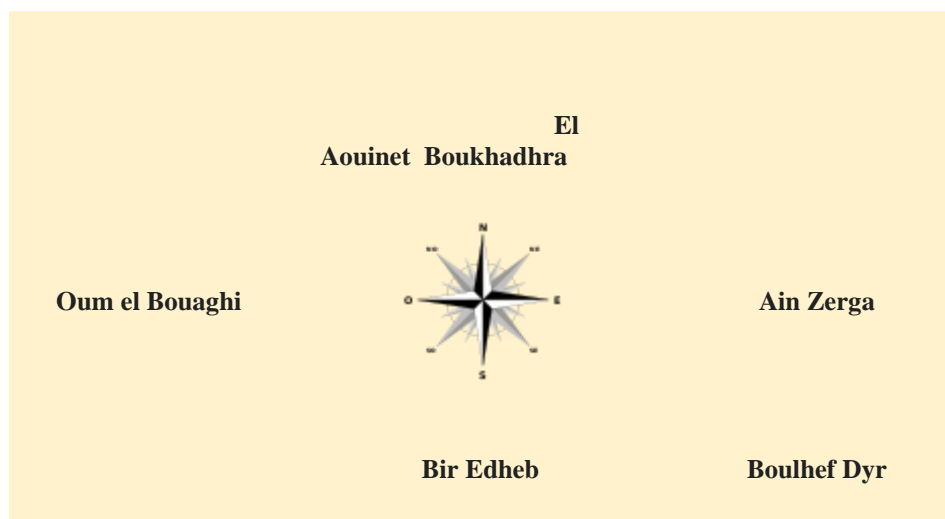 El
Aouinet Boukhadhra
N
Oum el Bouaghi
O
E
Ain Zerga
S
Bir Edheb
Boulhef Dyr